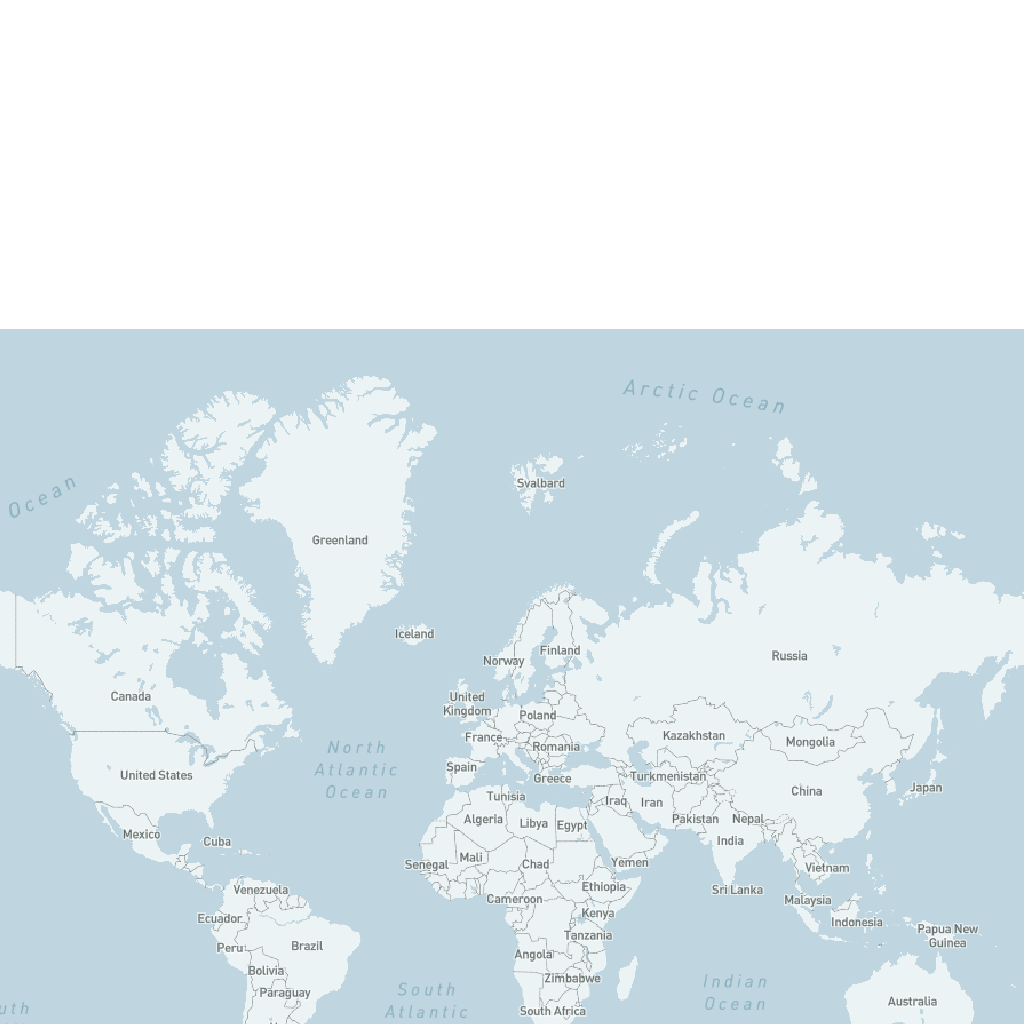 Arctic Ocean
Ocean
Svalbard
Greenland
Iceland
Norway
Finland
Russia
Canada
United
Kingdom
Poland
France
Romania
Kazakhstan
Mongolia
North
Atlantic
Ocean
United States
Spain
Greece
Turkmenistan
China
Japan
Tunisia
Iraq
Iran
Mexico
Cuba
Algeria
Libya
Egypt
Pakistan
Nepal
India
Senegal
Mali
Chad
Yemen
Vietnam
Venezuela
Cameroon
Ethiopia
Sri Lanka
Malaysia
Ecuador
Kenya
Indonesia
Papua New
Guinea
Peru
Brazil
Tanzania
Bolivia
Angola
Zimbabwe
Paraguay
South
Atlantic
Indian
Ocean
South Africa
Australia